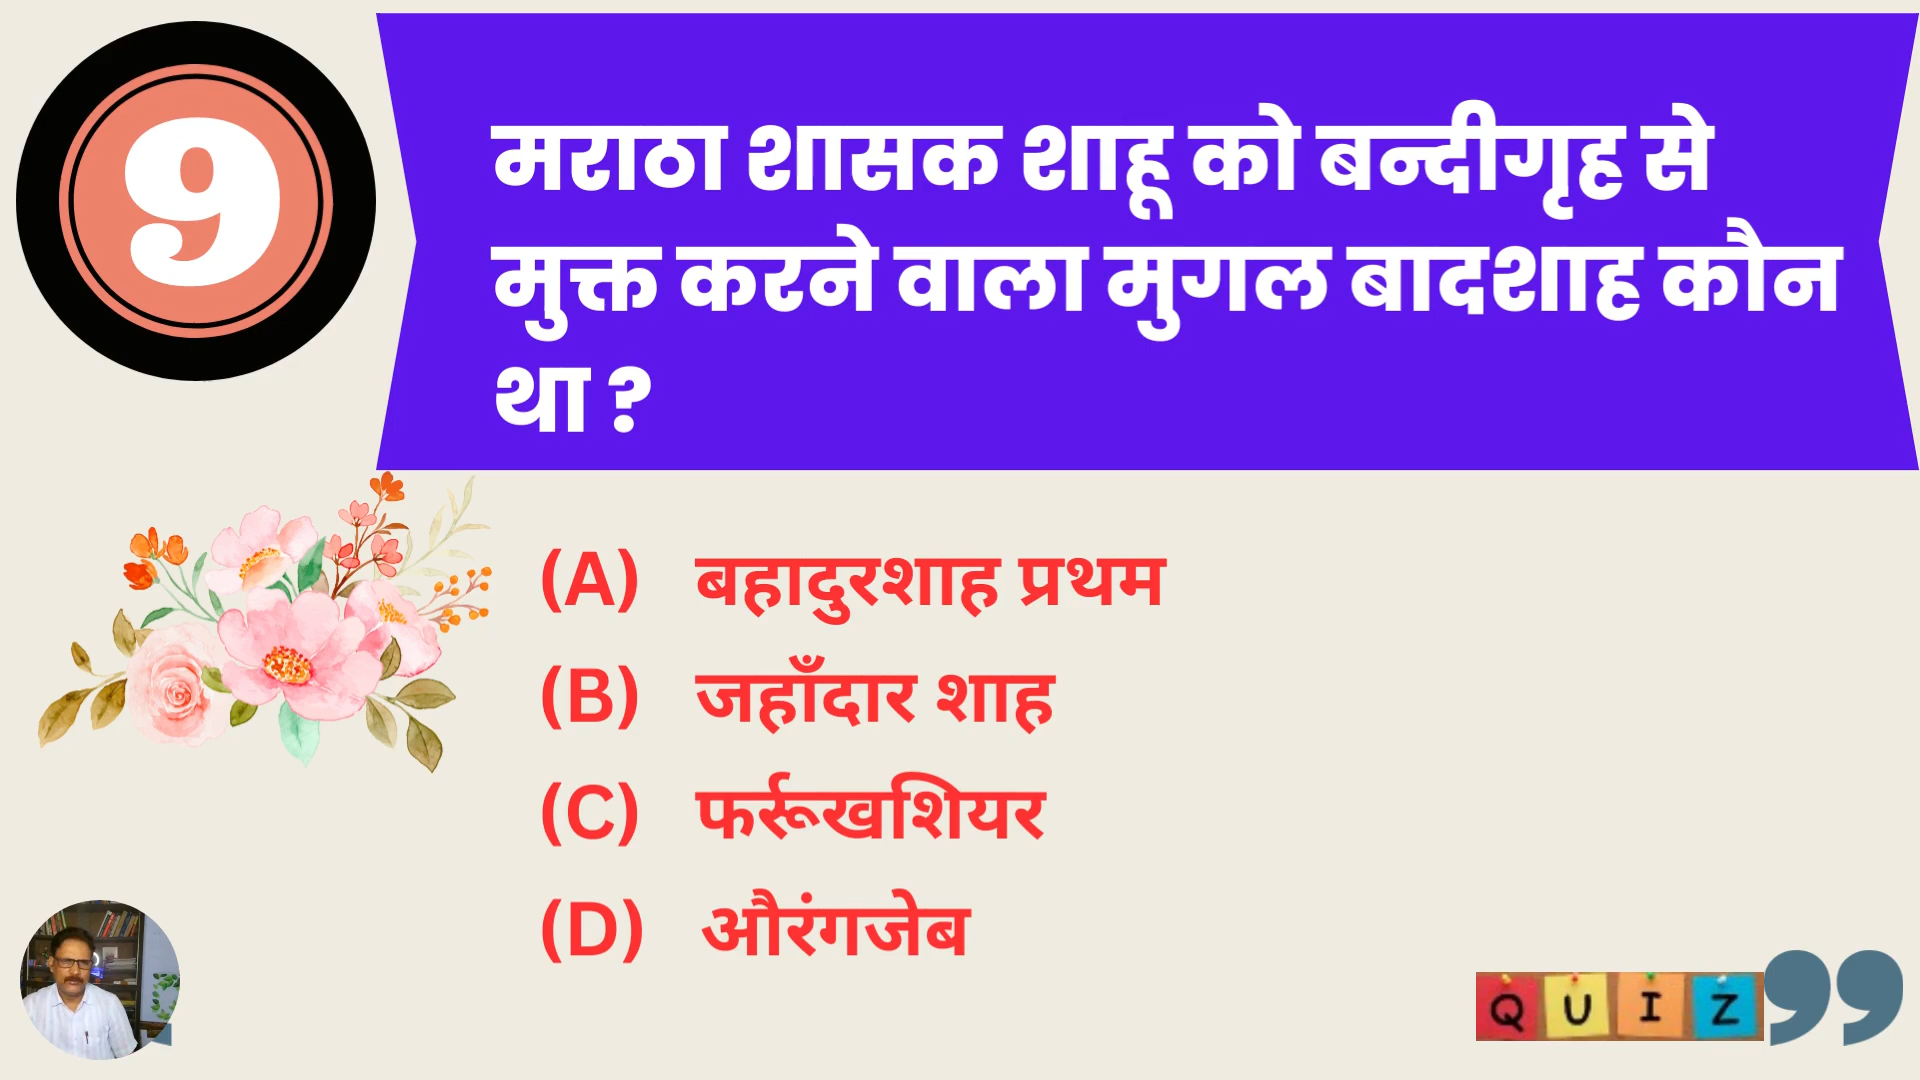 9
मराठा शासक शाहू को बन्दीगृह से
मुक्त करने वाला मुगल बादशाह कौन
था ?
(A) बहादुरशाह प्रथम
(B) जहाँदार शाह
(C) फर्रूखशियर
(D) औरंगजेब
QUIZ